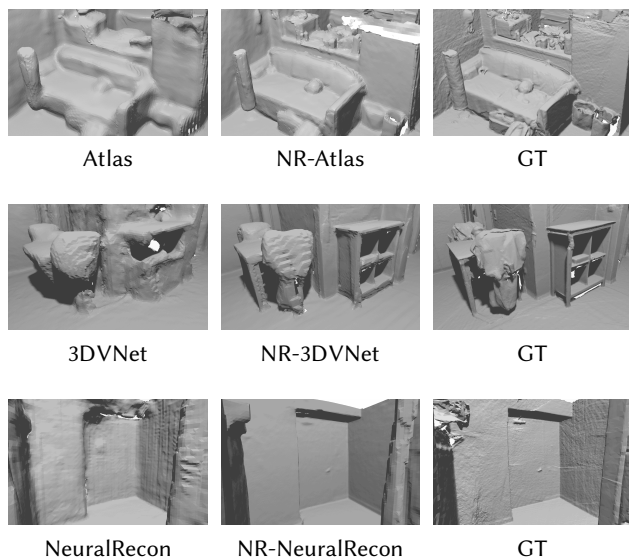 Atlas NR-Atlas GT
3DVNet NR-3DVNet GT
NeuralRecon NR-NeuralRecon GT